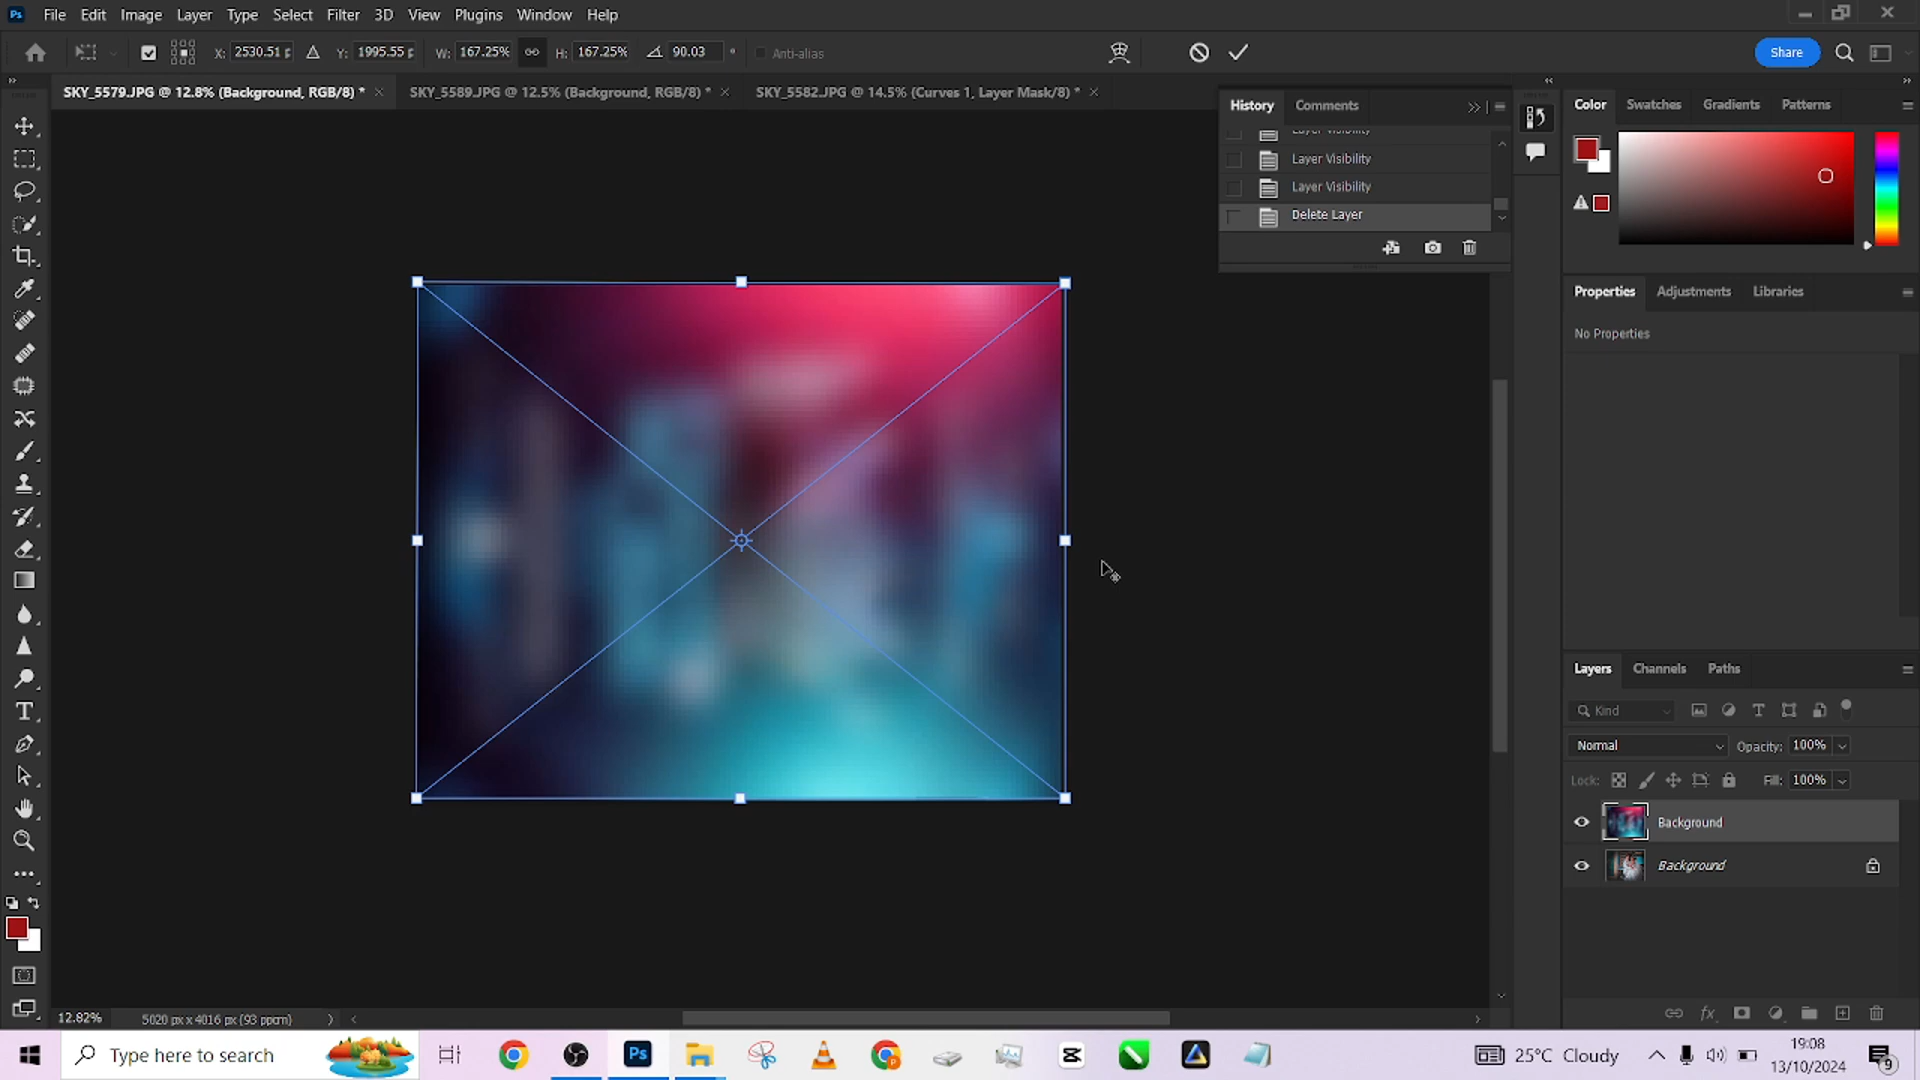 Ps File Edit Image Layer Type Select Filter 3D View Plugins Window Help
X: 2530.51 Y: 1995.55 W: 167.25% H: 167.25% 90.03 ° Anti-alias Share
SKY_5579.JPG @ 12.8% (Background, RGB/8) * SKY_5589.JPG @ 12.5% (Background, RGB/8) * SKY_5582.JPG @ 14.5% (Curves 1, Layer Mask/8) *
History Comments
Layer Visibility
Layer Visibility
Layer Visibility
Delete Layer
Color Swatches Gradients Patterns
Properties Adjustments Libraries
No Properties
Layers Channels Paths
Kind
Normal Opacity: 100%
Lock: Fill: 100%
Background
Background
12.82% 5020 px x 4016 px (93 ppcm)
Type here to search
25°C Cloudy
19:08
13/10/2024
9